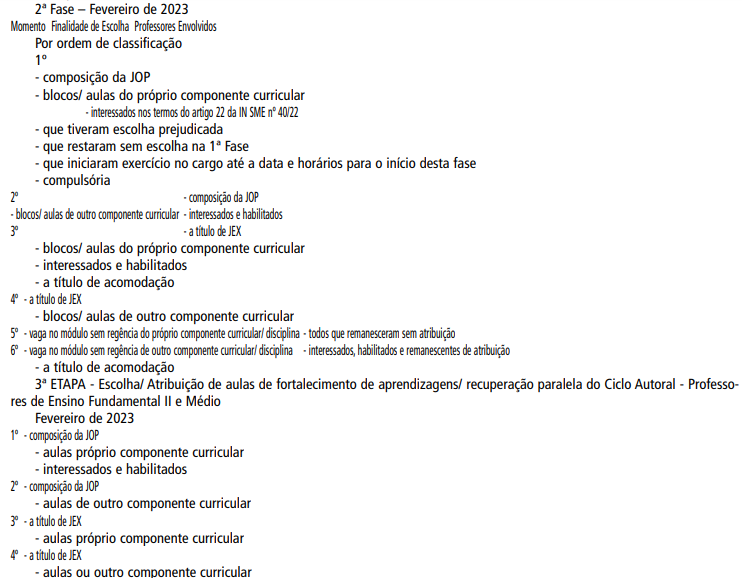 2ª Fase – Fevereiro de 2023
Momento Finalidade de Escolha Professores Envolvidos
Por ordem de classificação
1º
- composição da JOP
- blocos/ aulas do próprio componente curricular
- interessados nos termos do artigo 22 da IN SME nº 40/22
- que tiveram escolha prejudicada
- que restaram sem escolha na 1ª Fase
- que iniciaram exercício no cargo até a data e horários para o início desta fase
- compulsória
2º - composição da JOP
- blocos/ aulas de outro componente curricular - interessados e habilitados
3º - a título de JEX
- blocos/ aulas do próprio componente curricular
- interessados e habilitados
- a título de acomodação
4º - a título de JEX
- blocos/ aulas de outro componente curricular
5º - vaga no módulo sem regência do próprio componente curricular/ disciplina - todos que remanesceram sem atribuição
6º - vaga no módulo sem regência de outro componente curricular/ disciplina - interessados, habilitados e remanescentes de atribuição
- a título de acomodação
3ª ETAPA - Escolha/ Atribuição de aulas de fortalecimento de aprendizagens/ recuperação paralela do Ciclo Autoral - Professo-
res de Ensino Fundamental II e Médio
Fevereiro de 2023
1º - composição da JOP
- aulas próprio componente curricular
- interessados e habilitados
2º - composição da JOP
- aulas de outro componente curricular
3º - a título de JEX
- aulas próprio componente curricular
4º - a título de JEX
- aulas ou outro componente curricular